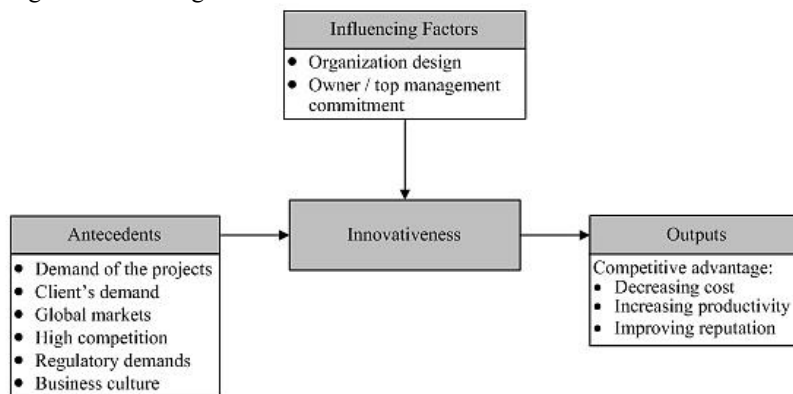 Influencing Factors
● Organization design
● Owner / top management
commitment
Antecedents
● Demand of the projects
● Client's demand
● Global markets
● High competition
● Regulatory demands
● Business culture
Innovativeness
Outputs
Competitive advantage:
● Decreasing cost
● Increasing productivity
● Improving reputation